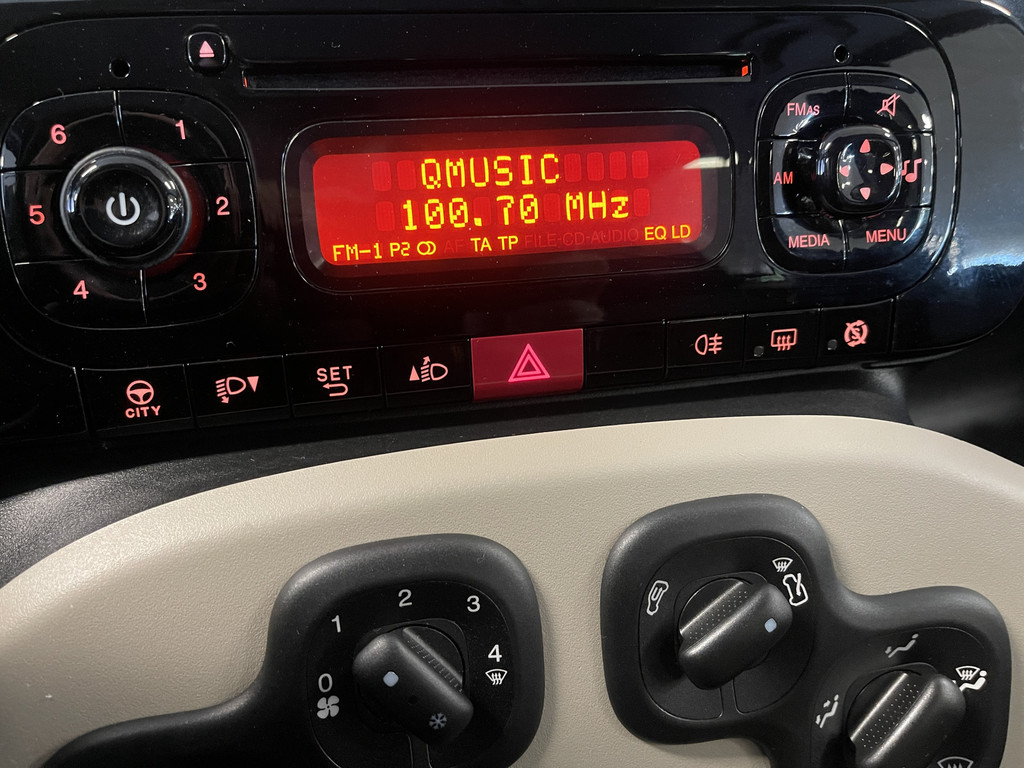 6 1
5 2
4 3
QMUSIC
100.70 MHz
FM-1 P2 AF TA TP FILE-CD-AUDIO EQ LD
FMAS
AM
MEDIA MENU
CITY
SET
0
1
2
3
4